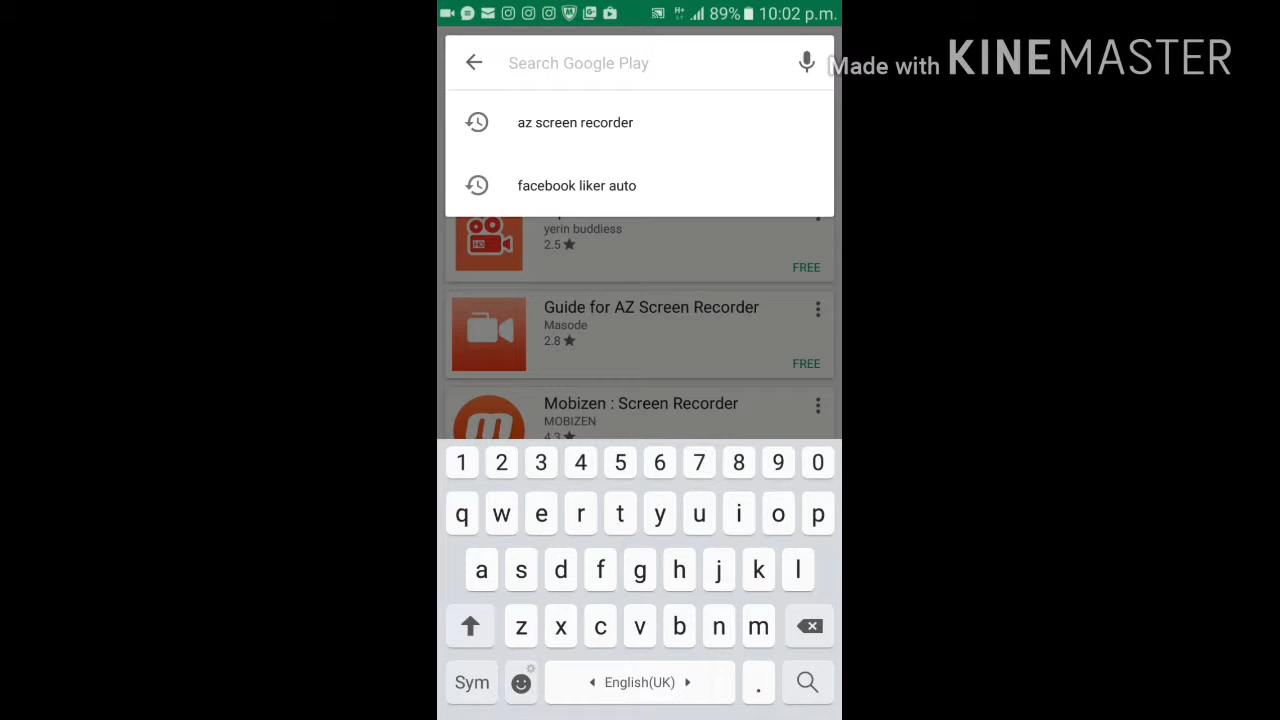 89% 10:02 p.m.
Search Google Play
Made with KINEMASTER
az screen recorder
facebook liker auto
yerin buddiess
2.5★
FREE
Guide for AZ Screen Recorder
Masode
2.8★
FREE
Mobizen : Screen Recorder
MOBIZEN
4.3★
1 2 3 4 5 6 7 8 9 0
q w e r t y u i o p
a s d f g h j k l
z x c v b n m
Sym English(UK) .